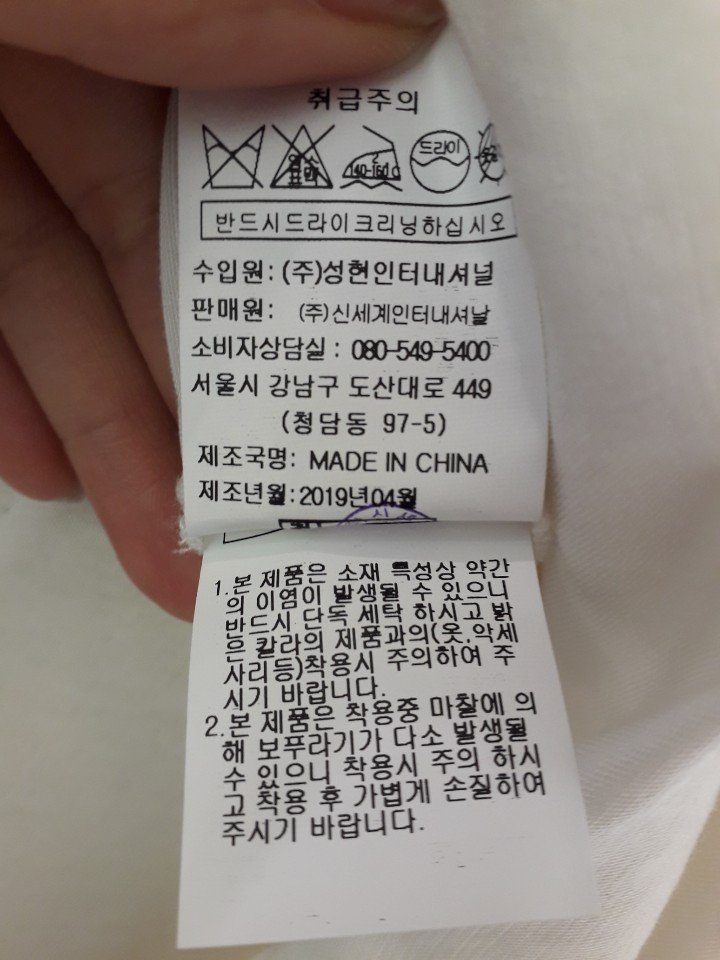 취급주의
염소
표백
2
140-160℃
드라이
반드시드라이크리닝하십시오
수입원: (주)성현인터내셔널
판매원: (주)신세계인터내셔날
소비자상담실 : 080-549-5400
서울시 강남구 도산대로 449
(청담동 97-5)
제조국명: MADE IN CHINA
제조년월:2019년04월
1.본 제품은 소재 특성상 약간
의 이염이 발생될 수 있으니
반드시 단독 세탁 하시고 밝
은 칼라의 제품과의(옷,악세
사리등)착용시 주의하여 주
시기 바랍니다.
2.본 제품은 착용중 마찰에 의
해 보푸라기가 다소 발생될
수 있으니 착용시 주의 하시
고 착용 후 가볍게 손질하여
주시기 바랍니다.